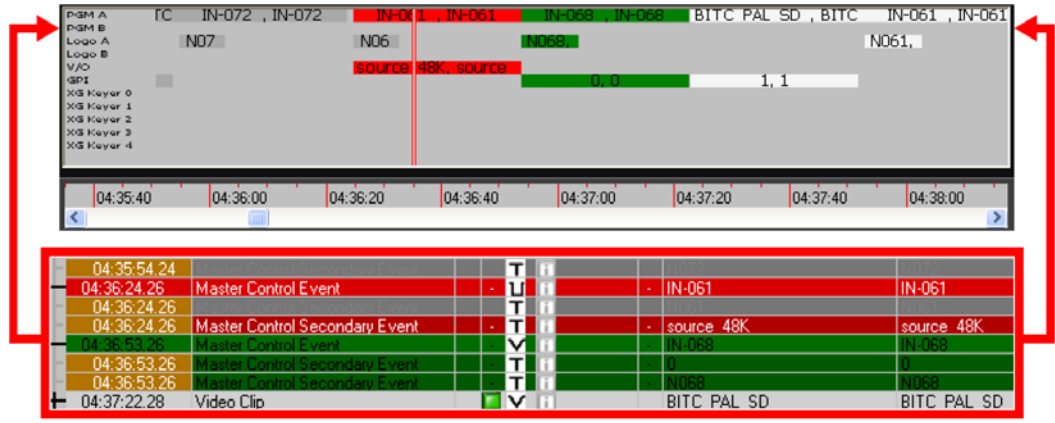 PGM A TC IN-072 , IN-072 IN-061 , IN-061 IN-068 , IN-068 BITC PAL SD , BITC IN-061 , IN-061
PGM B
Logo A N07 N06 N068, N061,
Logo B
V/O source 48K, source
GPI 0, 0 1, 1
XG Keyer 0
XG Keyer 1
XG Keyer 2
XG Keyer 3
XG Keyer 4
04:35:40 04:36:00 04:36:20 04:36:40 04:37:00 04:37:20 04:37:40 04:38:00
04:35:54.24 Master Control Secondary Event T i N072 N072
04:36:24.26 Master Control Event - U i - IN-061 IN-061
04:36:24.26 Master Control Secondary Event T i N061 N061
04:36:24.26 Master Control Secondary Event - T i - source 48K source 48K
04:36:53.26 Master Control Event - V i - IN-068 IN-068
04:36:53.26 Master Control Secondary Event - T i - 0 0
04:36:53.26 Master Control Secondary Event - T i - N068 N068
04:37:22.28 Video Clip V i BITC PAL SD BITC PAL SD